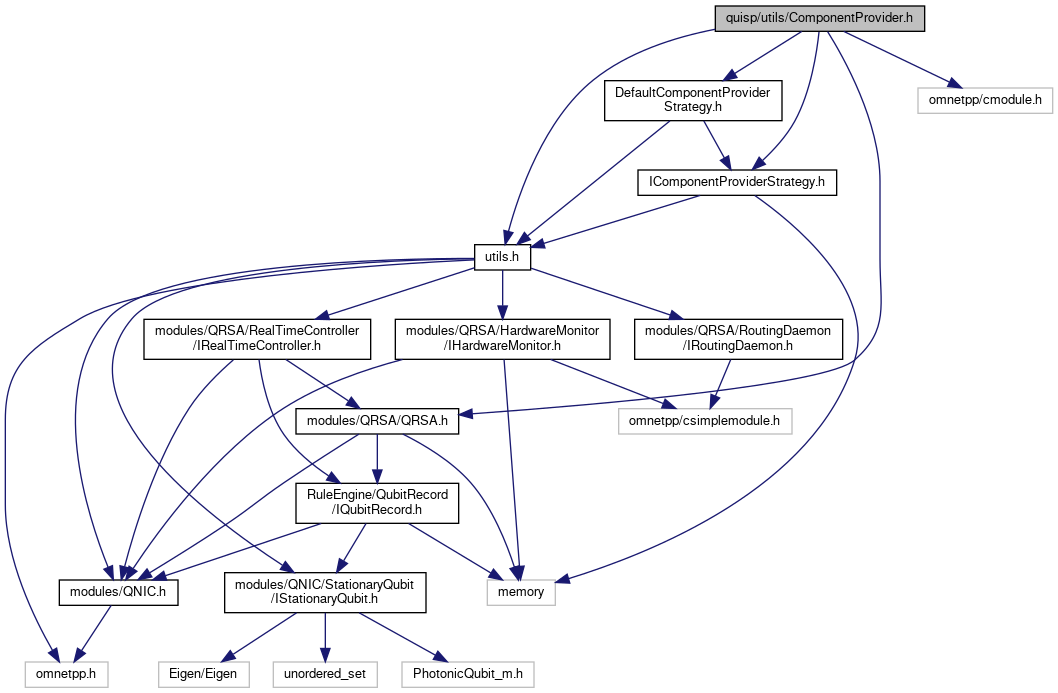 quisp/utils/ComponentProvider.h
DefaultComponentProvider
Strategy.h
omnetpp/cmodule.h
IComponentProviderStrategy.h
utils.h
modules/QRSA/RealTimeController
/IRealTimeController.h
modules/QRSA/HardwareMonitor
/IHardwareMonitor.h
modules/QRSA/RoutingDaemon
/IRoutingDaemon.h
modules/QRSA/QRSA.h
omnetpp/csimplemodule.h
RuleEngine/QubitRecord
/IQubitRecord.h
modules/QNIC.h
modules/QNIC/StationaryQubit
/IStationaryQubit.h
memory
omnetpp.h
Eigen/Eigen
unordered_set
PhotonicQubit_m.h